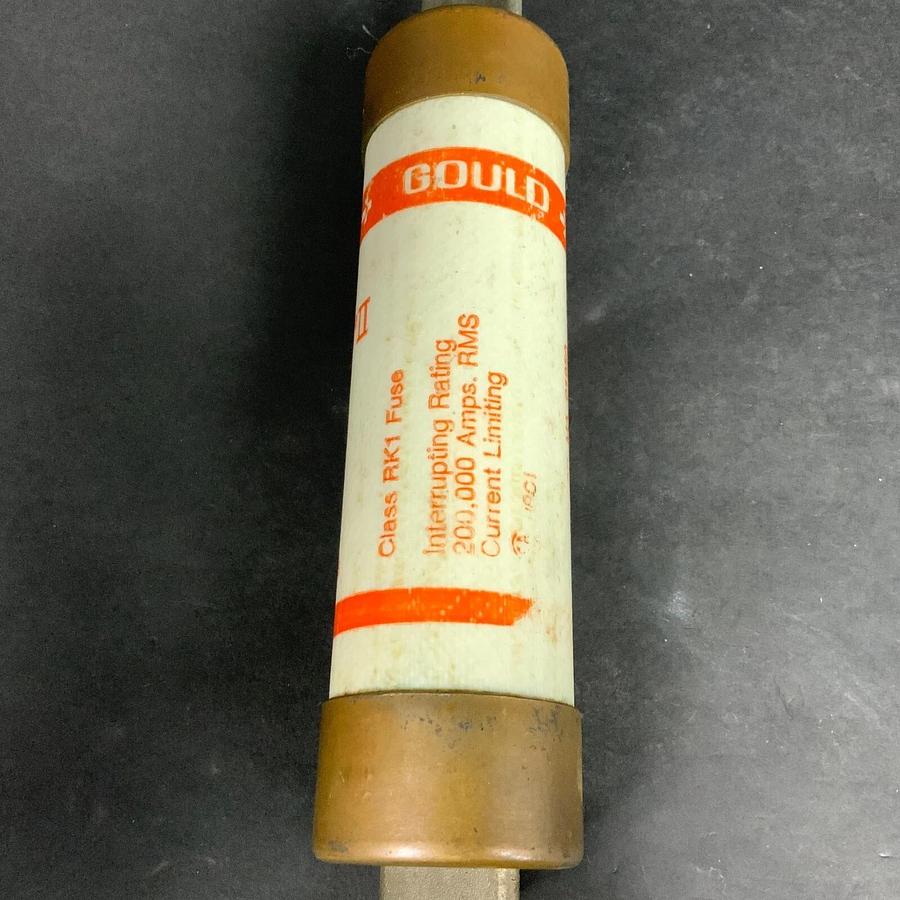 GOULD
Class RK1 Fuse
Interrupting Rating
200,000 Amps. RMS
Current Limiting